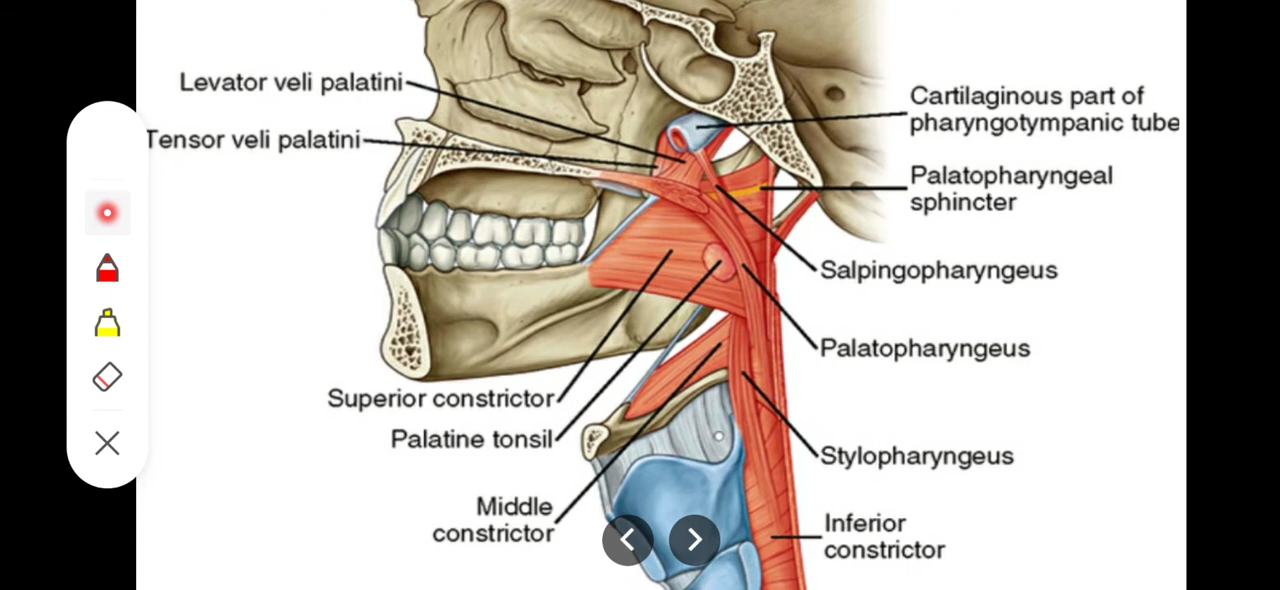 Levator veli palatini
Tensor veli palatini
Cartilaginous part of
pharyngotympanic tube
Palatopharyngeal
sphincter
Salpingopharyngeus
Palatopharyngeus
Superior constrictor
Palatine tonsil
Stylopharyngeus
Middle
constrictor
Inferior
constrictor